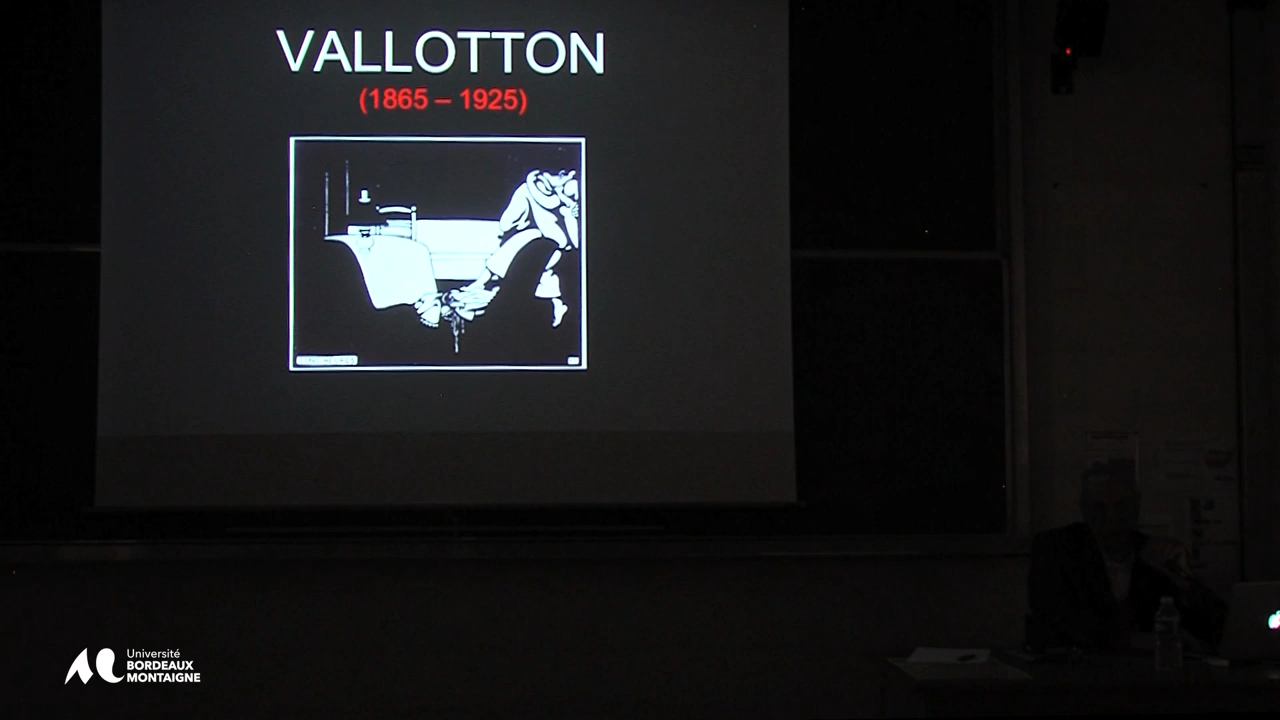 VALLOTTON
(1865 – 1925)
Université
BORDEAUX
MONTAIGNE